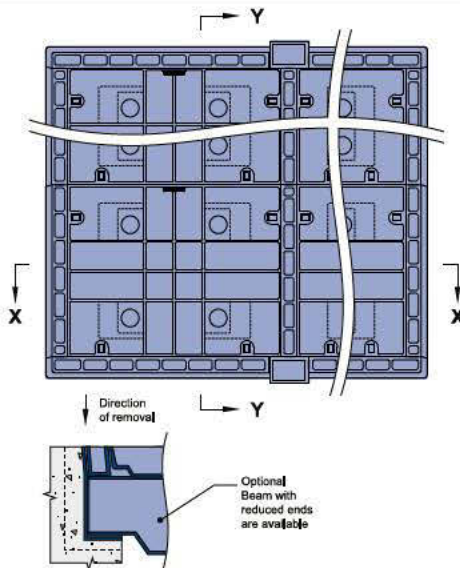 Y
X
X
Y
Direction
of removal
Optional
Beam with
reduced ends
are available